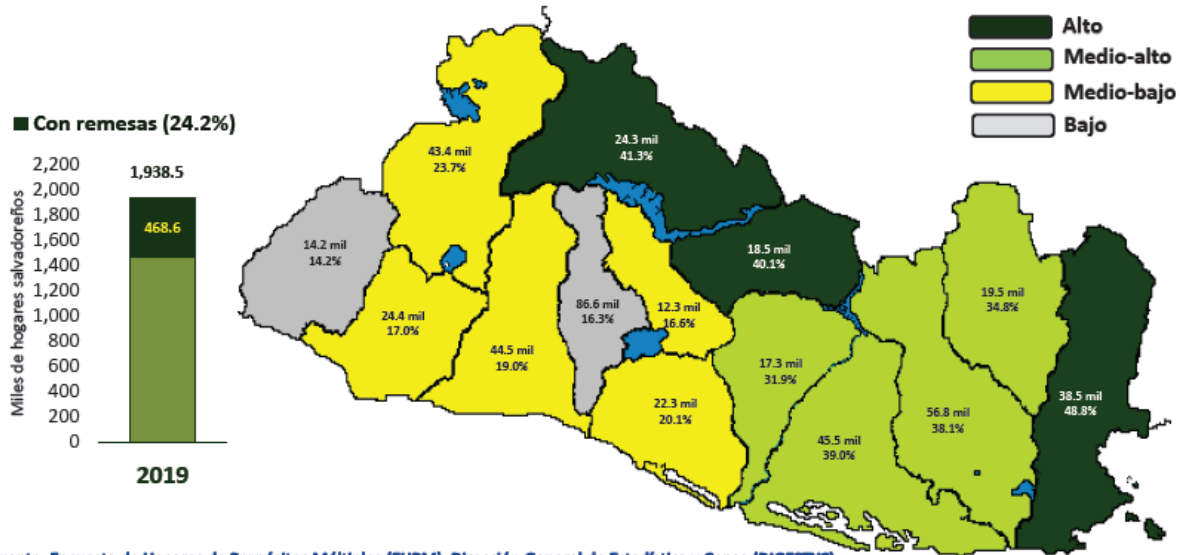 Alto
Medio-alto
Medio-bajo
Bajo
■ Con remesas (24.2%)
Miles de hogares salvadoreños
2,200
2,000
1,800
1,600
1,400
1,200
1,000
800
600
400
200
0
1,938.5
468.6
2019
24.3 mil
41.3%
43.4 mil
23.7%
14.2 mil
14.2%
18.5 mil
40.1%
19.5 mil
34.8%
24.4 mil
17.0%
86.6 mil
16.3%
12.3 mil
16.6%
44.5 mil
19.0%
17.3 mil
31.9%
38.5 mil
48.8%
22.3 mil
20.1%
56.8 mil
38.1%
45.5 mil
39.0%